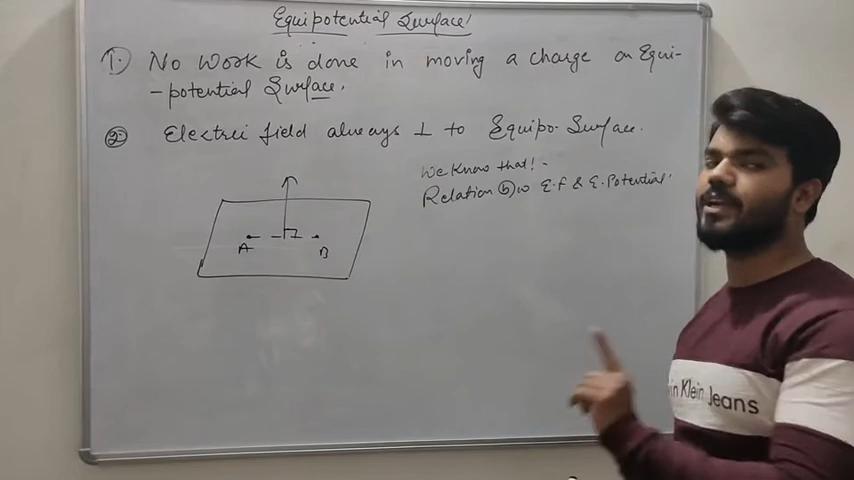 Equipotential Surface!
1. No Work is done in moving a charge on Equi-
-potential Surface.
2. Electric field always ⊥ to Equipo. Surface.
We Know that! -
Relation b/w E.F & E. Potential!
A B
Klein Jeans